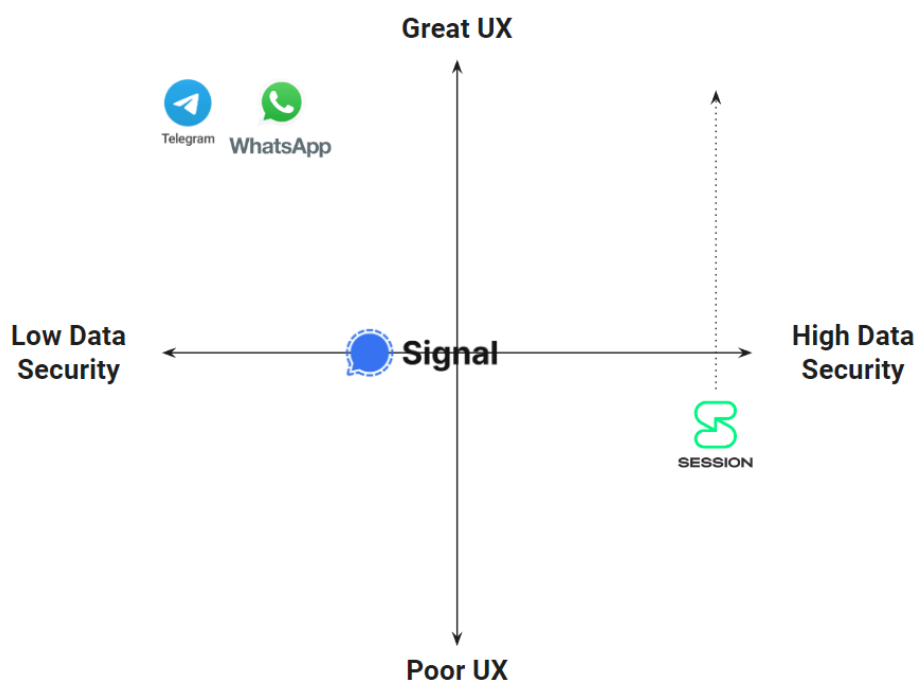 Great UX
Telegram
WhatsApp
Low Data
Security
Signal
High Data
Security
SESSION
Poor UX